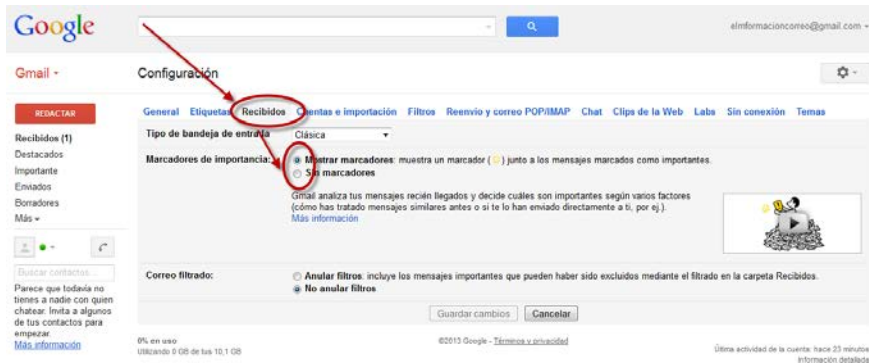 Google
elmformacioncorreo@gmail.com
Gmail
Configuración
REDACTAR
General Etiquetas Recibidos Cuentas e importación Filtros Reenvío y correo POP/IMAP Chat Clips de la Web Labs Sin conexión Temas
Recibidos (1)
Destacados
Importante
Enviados
Borradores
Más
Buscar contactos...
Parece que todavía no
tienes a nadie con quien
chatear. Invita a algunos
de tus contactos para
empezar.
Más información
Tipo de bandeja de entrada Clásica
Marcadores de importancia: Mostrar marcadores: muestra un marcador ( ) junto a los mensajes marcados como importantes.
Sin marcadores
Gmail analiza tus mensajes recién llegados y decide cuáles son importantes según varios factores
(cómo has tratado mensajes similares antes o si te lo han enviado directamente a ti, por ej.).
Más información
Correo filtrado: Anular filtros: incluye los mensajes importantes que pueden haber sido excluidos mediante el filtrado en la carpeta Recibidos.
No anular filtros
Guardar cambios Cancelar
0% en uso
Utilizando 0 GB de tus 10,1 GB
©2013 Google - Términos y privacidad
Última actividad de la cuenta: hace 23 minutos
Información detallada